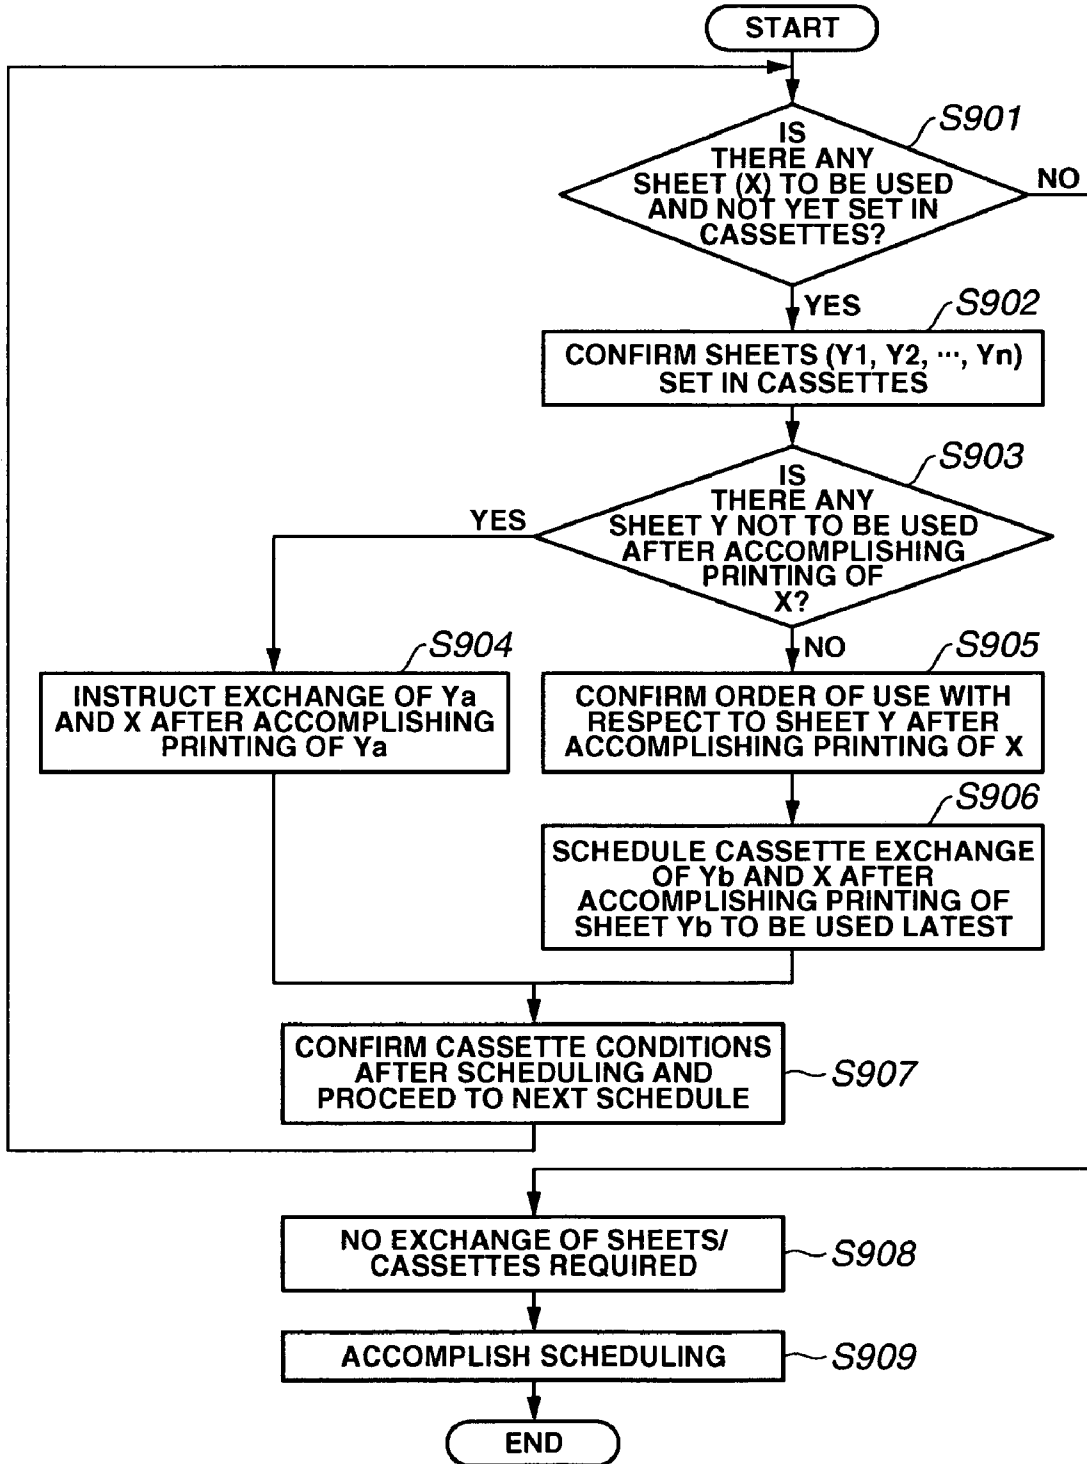 START
S901
IS
THERE ANY
SHEET (X) TO BE USED
AND NOT YET SET IN
CASSETTES?
NO
YES
S902
CONFIRM SHEETS (Y1, Y2, ..., Yn)
SET IN CASSETTES
S903
IS
THERE ANY
SHEET Y NOT TO BE USED
AFTER ACCOMPLISHING
PRINTING OF
X?
YES
NO
S904
INSTRUCT EXCHANGE OF Ya
AND X AFTER ACCOMPLISHING
PRINTING OF Ya
S905
CONFIRM ORDER OF USE WITH
RESPECT TO SHEET Y AFTER
ACCOMPLISHING PRINTING OF X
S906
SCHEDULE CASSETTE EXCHANGE
OF Yb AND X AFTER
ACCOMPLISHING PRINTING OF
SHEET Yb TO BE USED LATEST
CONFIRM CASSETTE CONDITIONS
AFTER SCHEDULING AND
PROCEED TO NEXT SCHEDULE
S907
NO EXCHANGE OF SHEETS/
CASSETTES REQUIRED
S908
ACCOMPLISH SCHEDULING
S909
END